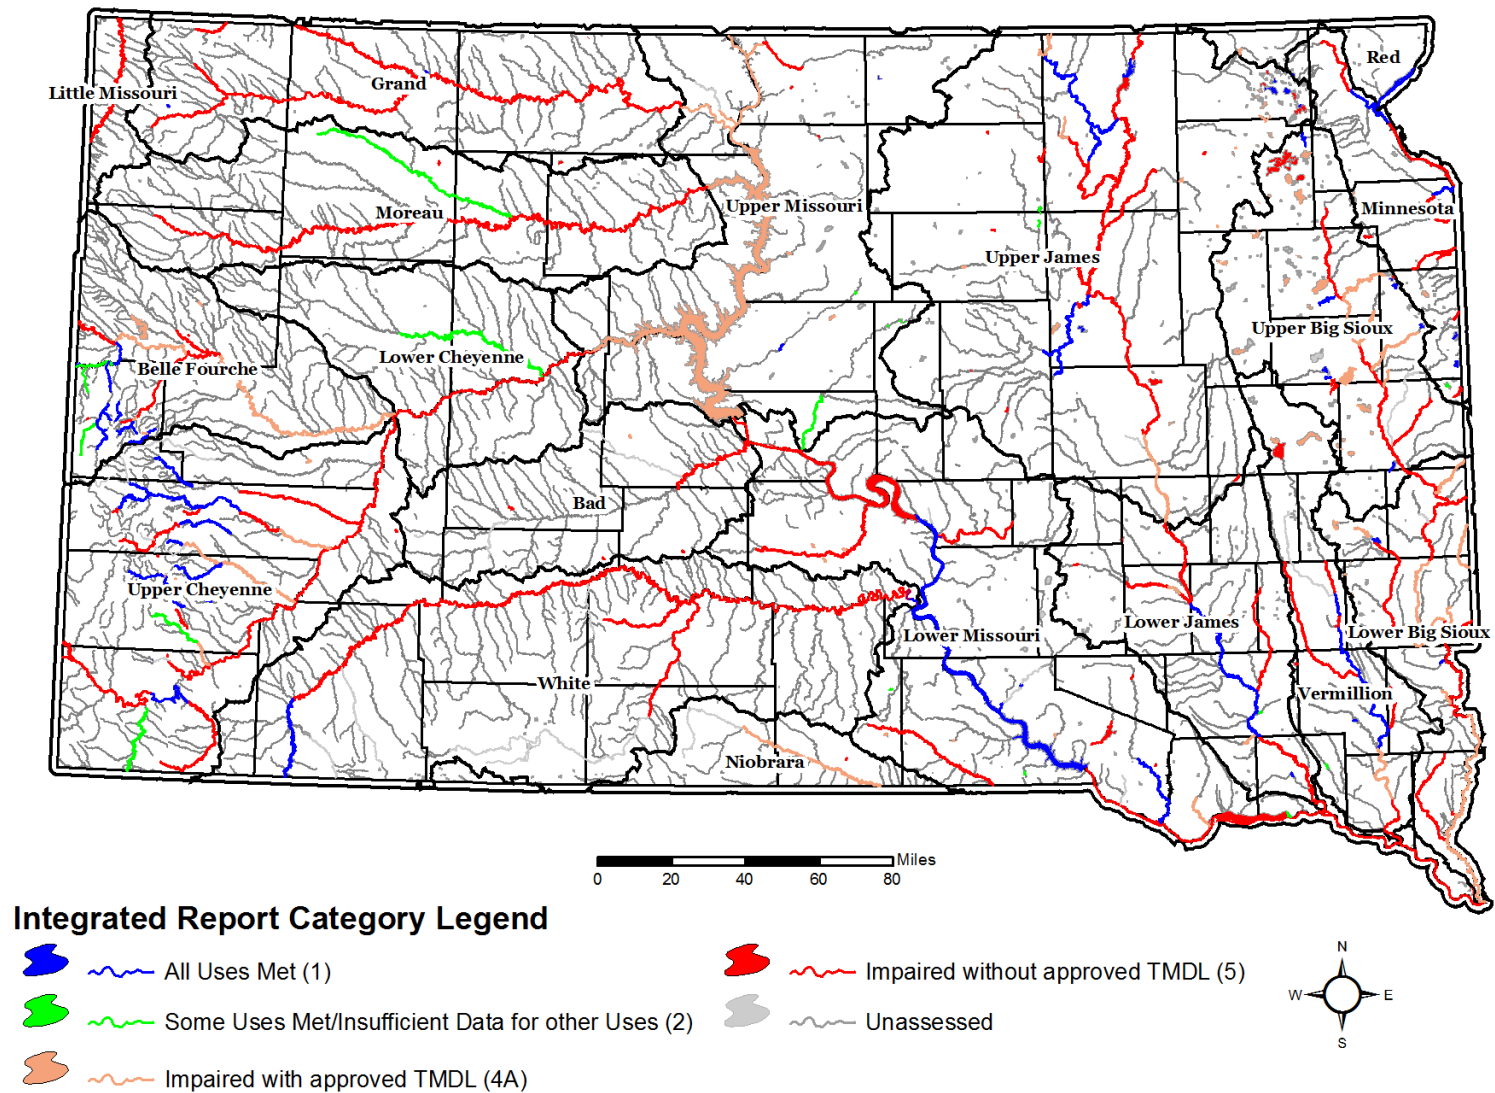 Red
Little Missouri
Grand
Moreau
Upper Missouri
Minnesota
Upper James
Upper Big Sioux
Belle Fourche
Lower Cheyenne
Bad
Upper Cheyenne
Lower Missouri
Lower James
Lower Big Sioux
White
Vermillion
Niobrara
Miles
0 20 40 60 80
Integrated Report Category Legend
All Uses Met (1)
Some Uses Met/Insufficient Data for other Uses (2)
Impaired with approved TMDL (4A)
Impaired without approved TMDL (5)
Unassessed
N
W E
S